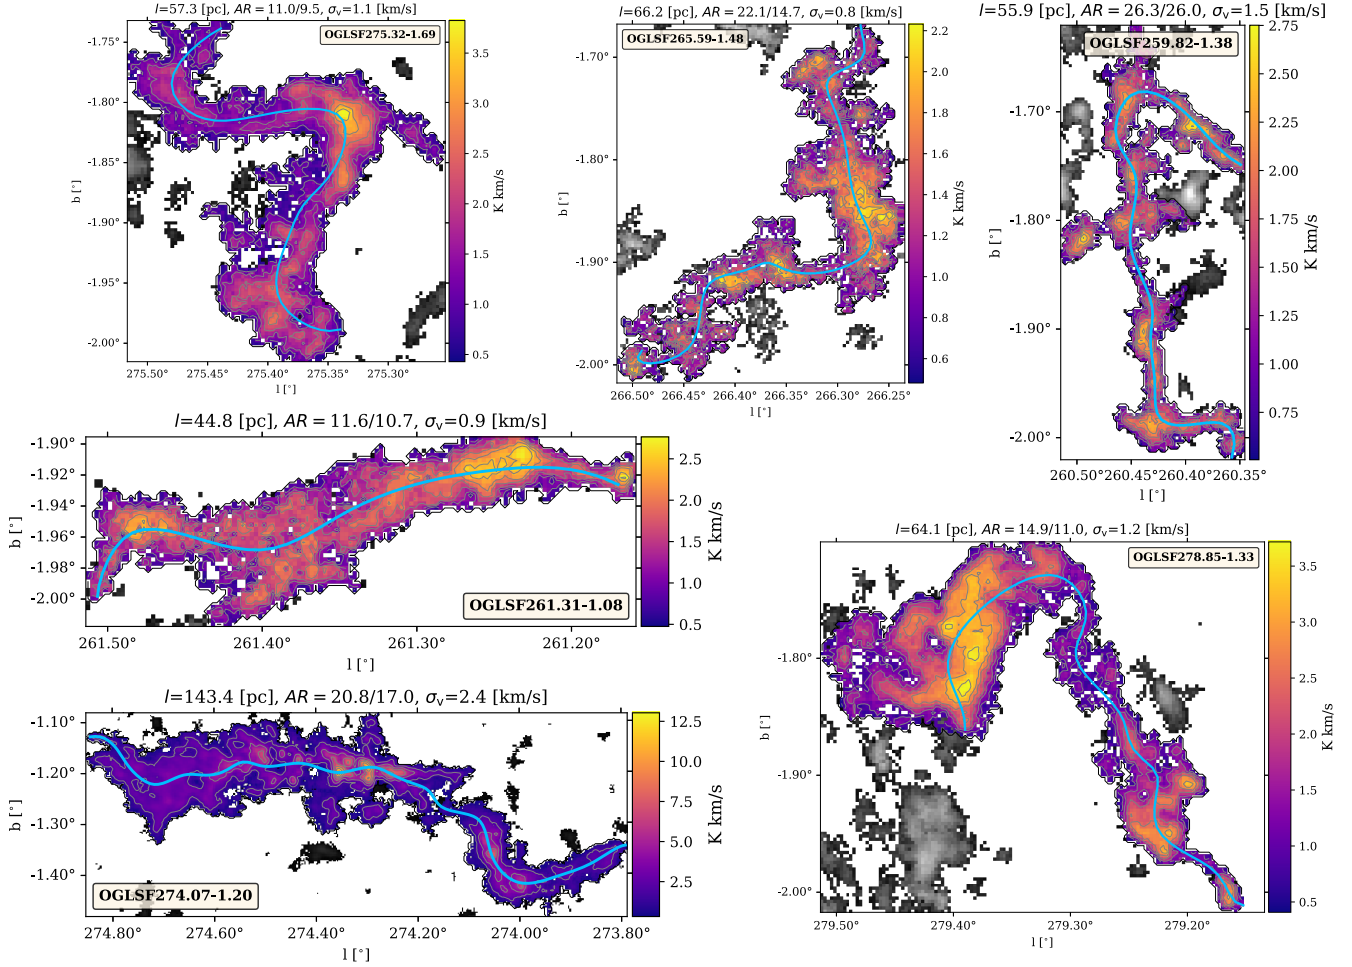 l=57.3 [pc], AR = 11.0/9.5, σv=1.1 [km/s]
OGLSF275.32-1.69
-1.75°
-1.80°
-1.85°
-1.90°
-1.95°
-2.00°
b [°]
275.50° 275.45° 275.40° 275.35° 275.30°
l [°]
3.5
3.0
2.5
2.0
1.5
1.0
0.5
K km/s
l=66.2 [pc], AR = 22.1/14.7, σv=0.8 [km/s]
OGLSF265.59-1.48
-1.70°
-1.80°
-1.90°
-2.00°
b [°]
266.50° 266.45° 266.40° 266.35° 266.30° 266.25°
l [°]
2.2
2.0
1.8
1.6
1.4
1.2
1.0
0.8
0.6
K km/s
l=55.9 [pc], AR = 26.3/26.0, σv=1.5 [km/s]
OGLSF259.82-1.38
-1.70°
-1.80°
-1.90°
-2.00°
b [°]
260.50° 260.45° 260.40° 260.35°
l [°]
2.75
2.50
2.25
2.00
1.75
1.50
1.25
1.00
0.75
K km/s
l=44.8 [pc], AR = 11.6/10.7, σv=0.9 [km/s]
-1.90°
-1.92°
-1.94°
-1.96°
-1.98°
-2.00°
b [°]
OGLSF261.31-1.08
261.50° 261.40° 261.30° 261.20°
l [°]
2.5
2.0
1.5
1.0
0.5
K km/s
l=64.1 [pc], AR = 14.9/11.0, σv=1.2 [km/s]
OGLSF278.85-1.33
-1.80°
-1.90°
-2.00°
b [°]
279.50° 279.40° 279.30° 279.20°
l [°]
3.5
3.0
2.5
2.0
1.5
1.0
0.5
K km/s
l=143.4 [pc], AR = 20.8/17.0, σv=2.4 [km/s]
-1.10°
-1.20°
-1.30°
-1.40°
b [°]
OGLSF274.07-1.20
274.80° 274.60° 274.40° 274.20° 274.00° 273.80°
l [°]
12.5
10.0
7.5
5.0
2.5
K km/s